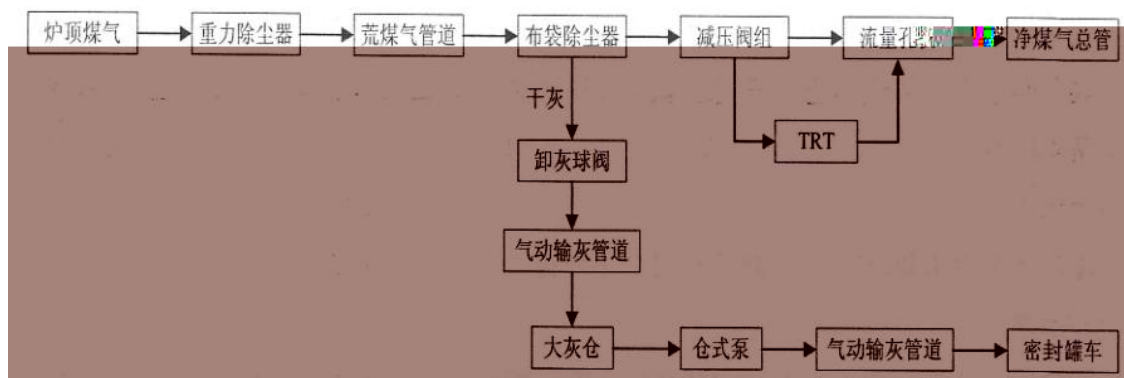 炉顶煤气
重力除尘器
荒煤气管道
布袋除尘器
减压阀组
流量孔
净煤气总管
干灰
TRT
卸灰球阀
气动输灰管道
大灰仓
仓式泵
气动输灰管道
密封罐车